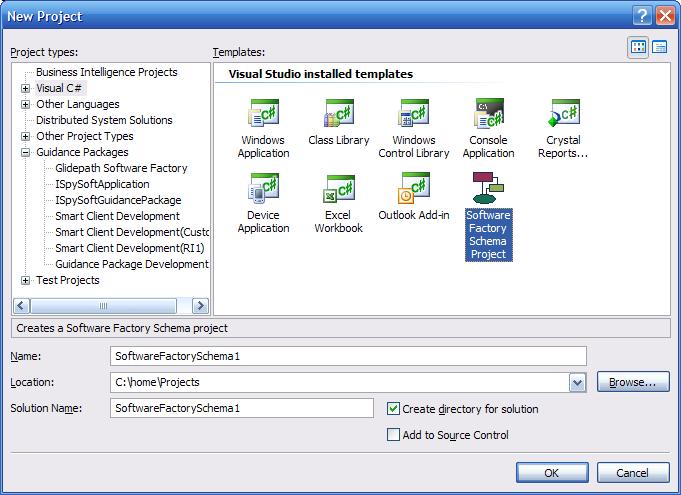 New Project
Project types:
Templates:
Business Intelligence Projects
Visual C#
Other Languages
Distributed System Solutions
Other Project Types
Guidance Packages
Glidepath Software Factory
ISpySoftApplication
ISpySoftGuidancePackage
Smart Client Development
Smart Client Development(Custo
Smart Client Development(RI1)
Guidance Package Development
Test Projects
Visual Studio installed templates
Windows
Application
Class Library
Windows
Control Library
Console
Application
Crystal
Reports...
Device
Application
Excel
Workbook
Outlook Add-in
Software
Factory
Schema
Project
Creates a Software Factory Schema project
Name:
SoftwareFactorySchema1
Location:
C:\home\Projects
Browse...
Solution Name:
SoftwareFactorySchema1
Create directory for solution
Add to Source Control
OK
Cancel